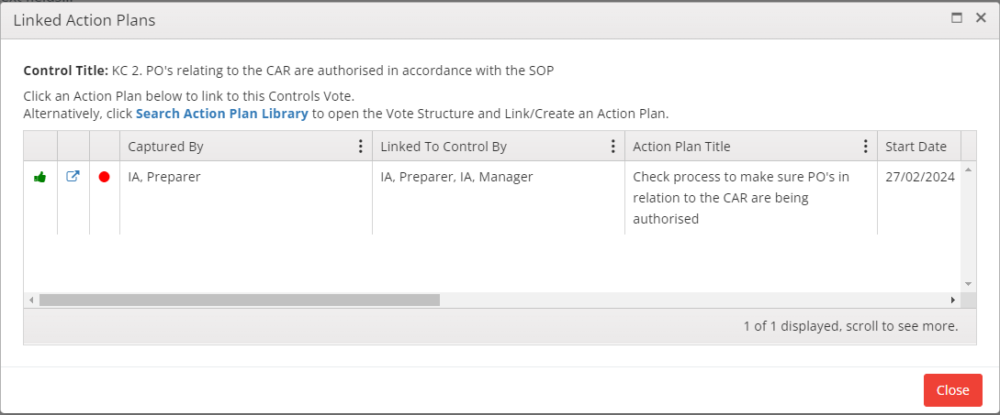 Linked Action Plans
Control Title: KC 2. PO's relating to the CAR are authorised in accordance with the SOP
Click an Action Plan below to link to this Controls Vote.
Alternatively, click Search Action Plan Library to open the Vote Structure and Link/Create an Action Plan.
Captured By
Linked To Control By
Action Plan Title
Start Date
IA, Preparer
IA, Preparer, IA, Manager
Check process to make sure PO's in
relation to the CAR are being
authorised
27/02/2024
1 of 1 displayed, scroll to see more.
Close